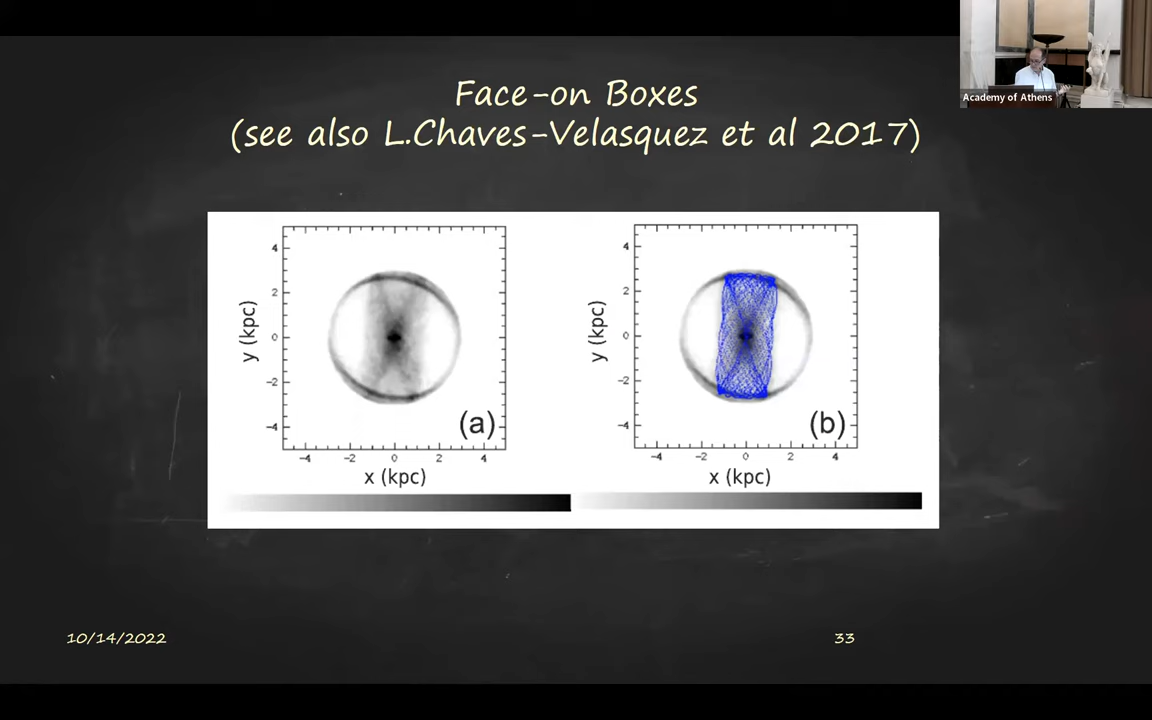 Face-on Boxes
(see also L.Chaves-Velasquez et al 2017)
Academy of Athens
4
2
0
-2
-4
y (kpc)
-4 -2 0 2 4
x (kpc)
(a)
4
2
0
-2
-4
y (kpc)
-4 -2 0 2 4
x (kpc)
(b)
10/14/2022
33